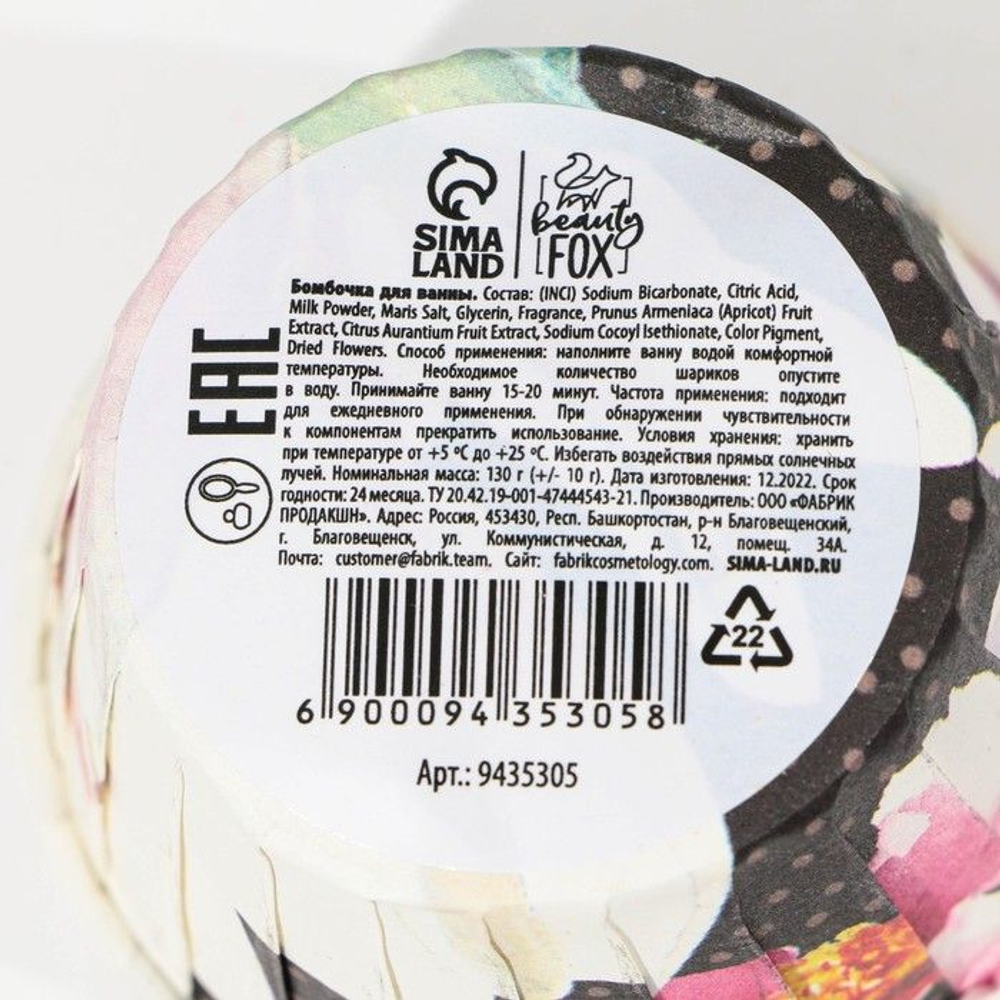 SIMA
LAND
beauty
FOX
Бомбочка для ванны. Состав: (INCI) Sodium Bicarbonate, Citric Acid,
Milk Powder, Maris Salt, Glycerin, Fragrance, Prunus Armeniaca (Apricot) Fruit
Extract, Citrus Aurantium Fruit Extract, Sodium Cocoyl Isethionate, Color Pigment,
Dried Flowers. Способ применения: наполните ванну водой комфортной
температуры. Необходимое количество шариков опустите
в воду. Принимайте ванну 15-20 минут. Частота применения: подходит
для ежедневного применения. При обнаружении чувствительности
к компонентам прекратить использование. Условия хранения: хранить
при температуре от +5 ºС до +25 ºС. Избегать воздействия прямых солнечных
лучей. Номинальная масса: 130 г (+/- 10 г). Дата изготовления: 12.2022. Срок
годности: 24 месяца. ТУ 20.42.19-001-47444543-21. Производитель: ООО «ФАБРИК
ПРОДАКШН». Адрес: Россия, 453430, Респ. Башкортостан, р-н Благовещенский,
г. Благовещенск, ул. Коммунистическая, д. 12, помещ. 34А.
Почта: customer@fabrik.team. Сайт: fabrikcosmetology.com. SIMA-LAND.RU
EAC
22
6 900094 353058
Арт.: 9435305